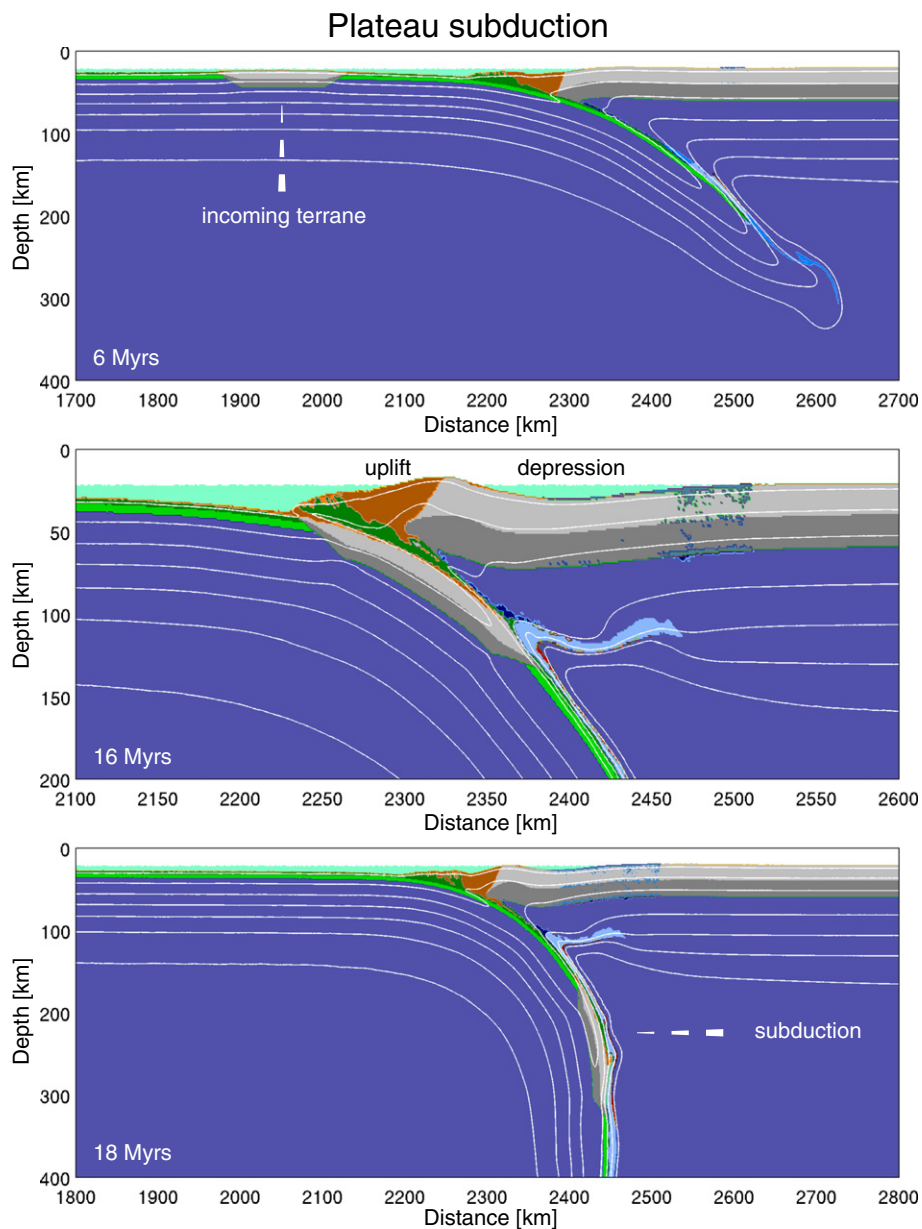 Plateau subduction
0
100
200
300
400
Depth [km]
incoming terrane
6 Myrs
1700 1800 1900 2000 2100 2200 2300 2400 2500 2600 2700
Distance [km]
0
50
100
150
200
Depth [km]
uplift depression
16 Myrs
2100 2150 2200 2250 2300 2350 2400 2450 2500 2550 2600
Distance [km]
0
100
200
300
400
Depth [km]
subduction
18 Myrs
1800 1900 2000 2100 2200 2300 2400 2500 2600 2700 2800
Distance [km]